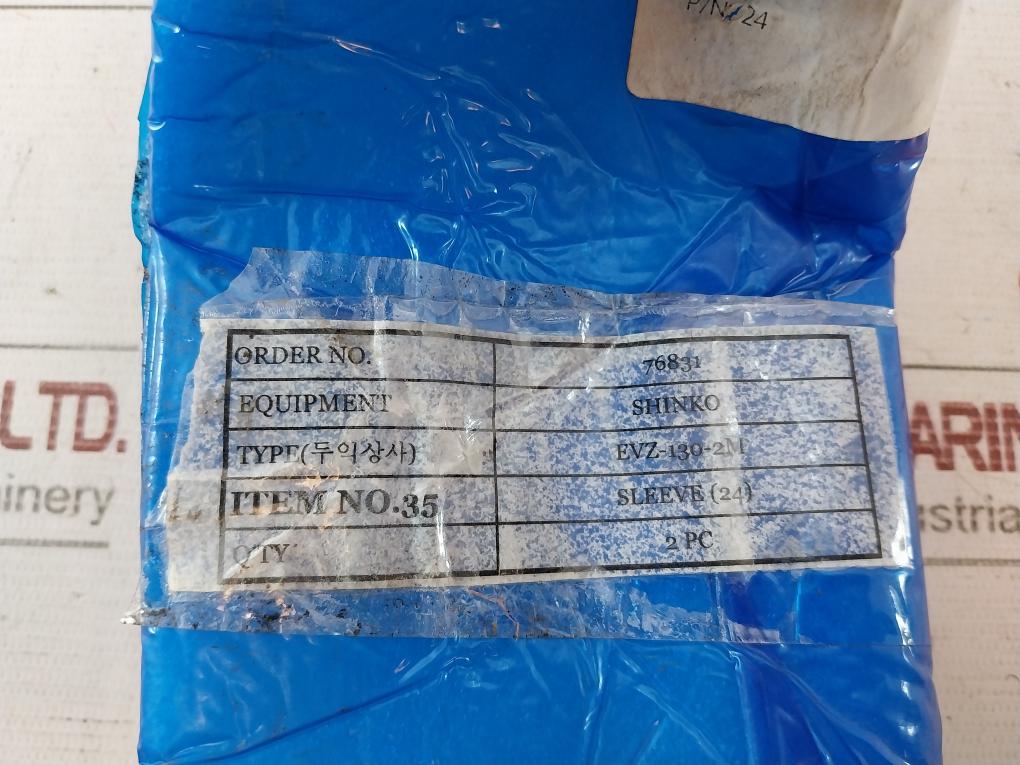 P/N 24
ORDER NO. 76831
EQUIPMENT SHINKO
TYPE(두익상사) EVZ-130-2M
ITEM NO.35 SLEEVE (24)
QTY 2 PC
LTD.
ARIN
inery
dustria